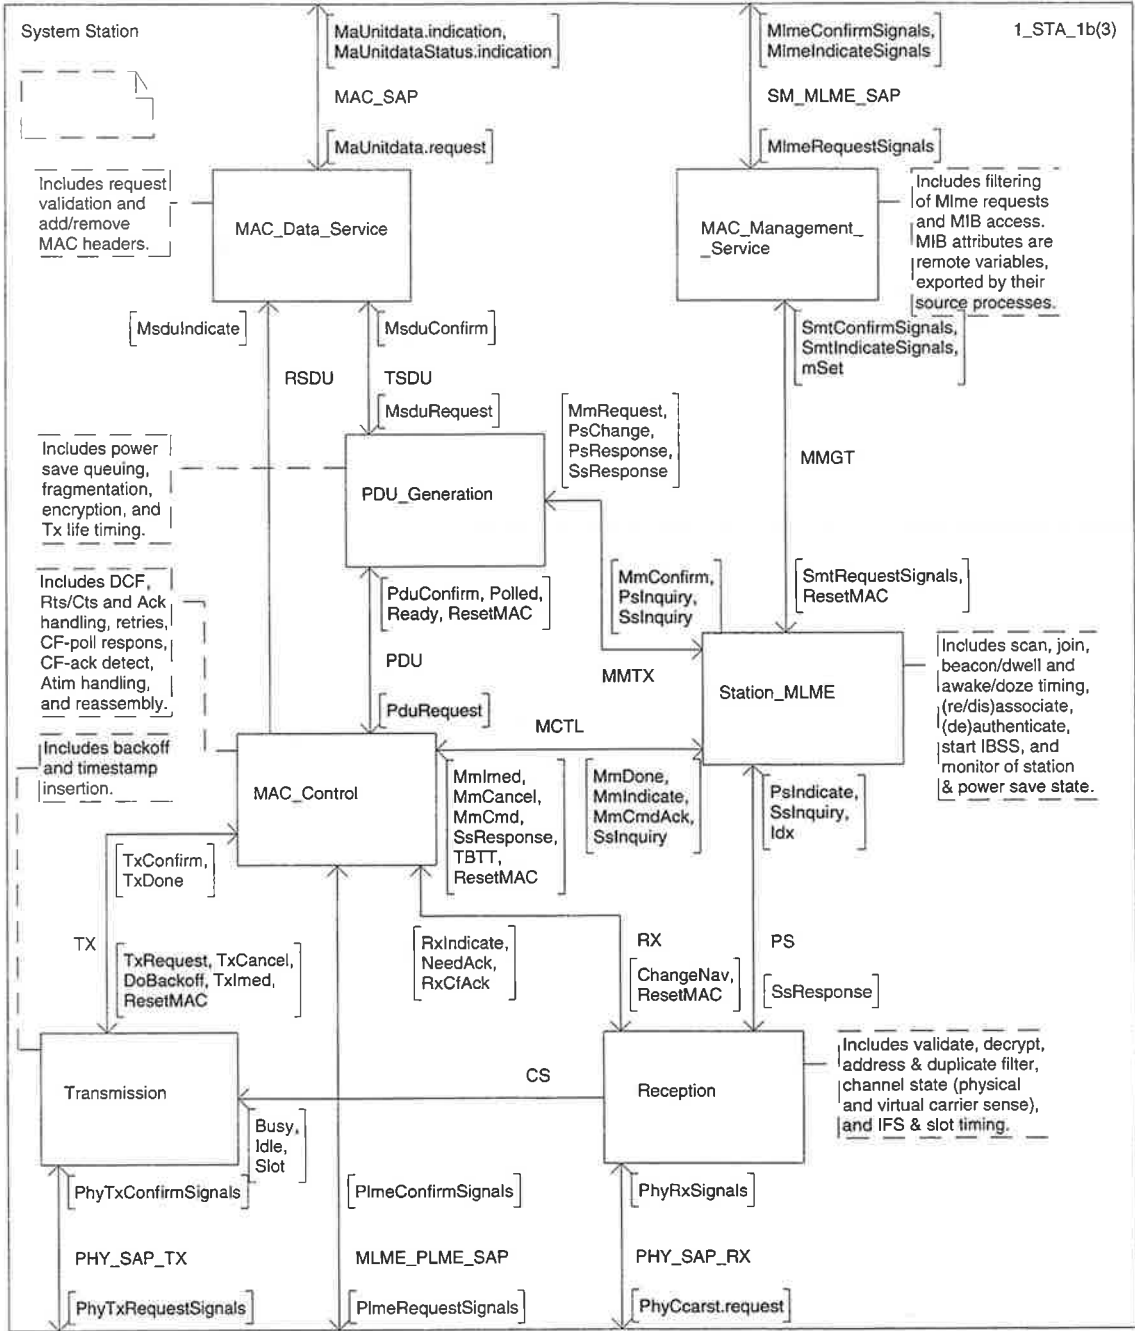 System Station
1_STA_1b(3)
MaUnitdata.indication,
MaUnitdataStatus.indication
MAC_SAP
MaUnitdata.request
MlmeConfirmSignals,
MlmeIndicateSignals
SM_MLME_SAP
MlmeRequestSignals
Includes request
validation and
add/remove
MAC headers.
MAC_Data_Service
MAC_Management_
_Service
Includes filtering
of Mlme requests
and MIB access.
MIB attributes are
remote variables,
exported by their
source processes.
MsduIndicate
MsduConfirm
RSDU
TSDU
MsduRequest
SmtConfirmSignals,
SmtIndicateSignals,
mSet
MMGT
Includes power
save queuing,
fragmentation,
encryption, and
Tx life timing.
PDU_Generation
MmRequest,
PsChange,
PsResponse,
SsResponse
MmConfirm,
PsInquiry,
SsInquiry
MMTX
SmtRequestSignals,
ResetMAC
Includes DCF,
Rts/Cts and Ack
handling, retries,
CF-poll respons,
CF-ack detect,
Atim handling,
and reassembly.
PduConfirm, Polled,
Ready, ResetMAC
PDU
PduRequest
Station_MLME
Includes scan, join,
beacon/dwell and
awake/doze timing,
(re/dis)associate,
(de)authenticate,
start IBSS, and
monitor of station
& power save state.
Includes backoff
and timestamp
insertion.
MAC_Control
MCTL
MmImed,
MmCancel,
MmCmd,
SsResponse,
TBTT,
ResetMAC
MmDone,
MmIndicate,
MmCmdAck,
SsInquiry
PsIndicate,
SsInquiry,
Idx
TxConfirm,
TxDone
TX
TxRequest, TxCancel,
DoBackoff, TxImed,
ResetMAC
RxIndicate,
NeedAck,
RxCfAck
RX
ChangeNav,
ResetMAC
PS
SsResponse
Transmission
CS
Busy,
Idle,
Slot
Reception
Includes validate, decrypt,
address & duplicate filter,
channel state (physical
and virtual carrier sense),
and IFS & slot timing.
PhyTxConfirmSignals
PHY_SAP_TX
PhyTxRequestSignals
PlmeConfirmSignals
MLME_PLME_SAP
PlmeRequestSignals
PhyRxSignals
PHY_SAP_RX
PhyCcarst.request